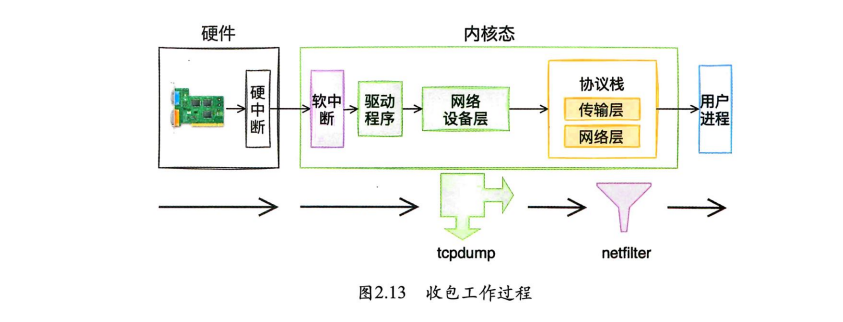 硬件
内核态
硬中断
软中断
驱动
程序
网络
设备层
协议栈
传输层
网络层
用户
进程
tcpdump
netfilter
图2.13 收包工作过程